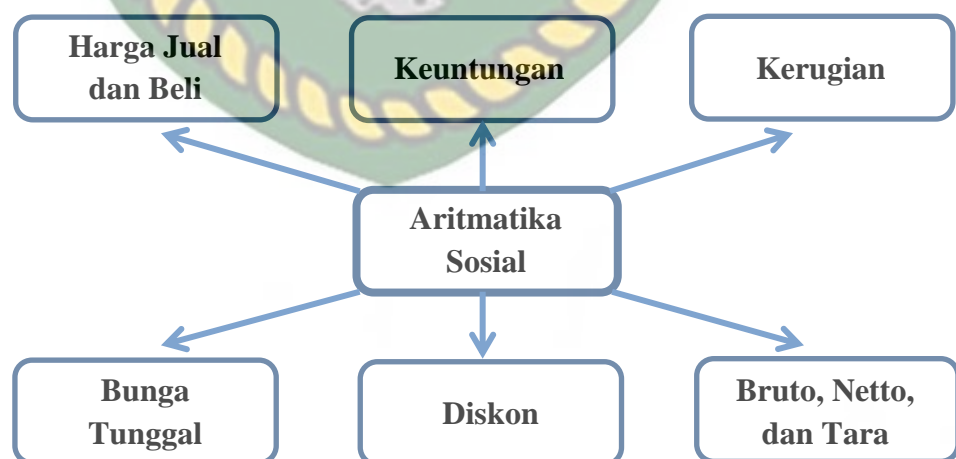 Harga Jual
dan Beli
Keuntungan
Kerugian
Aritmatika
Sosial
Bunga
Tunggal
Diskon
Bruto, Netto,
dan Tara